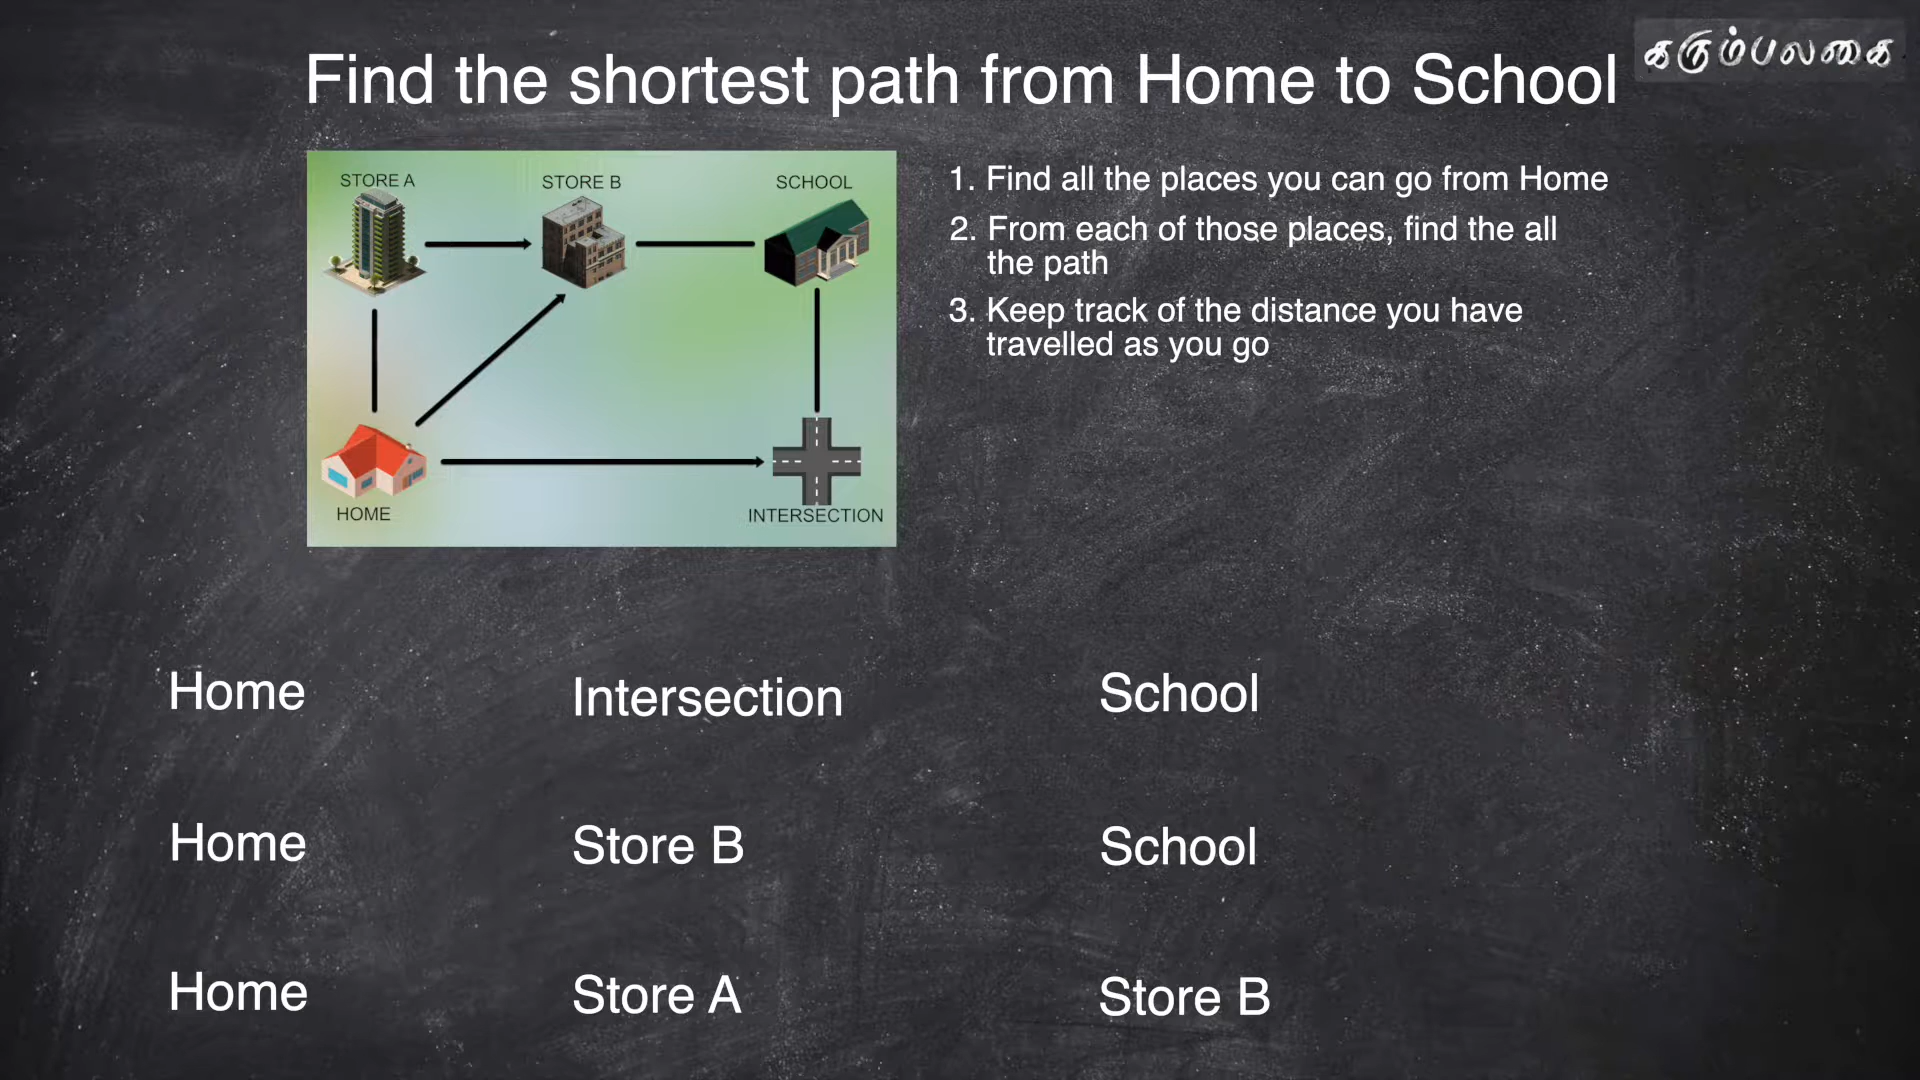 Find the shortest path from Home to School
கரும்பலகை
STORE A
STORE B
SCHOOL
HOME
INTERSECTION
1. Find all the places you can go from Home
2. From each of those places, find the all
the path
3. Keep track of the distance you have
travelled as you go
Home Intersection School
Home Store B School
Home Store A Store B